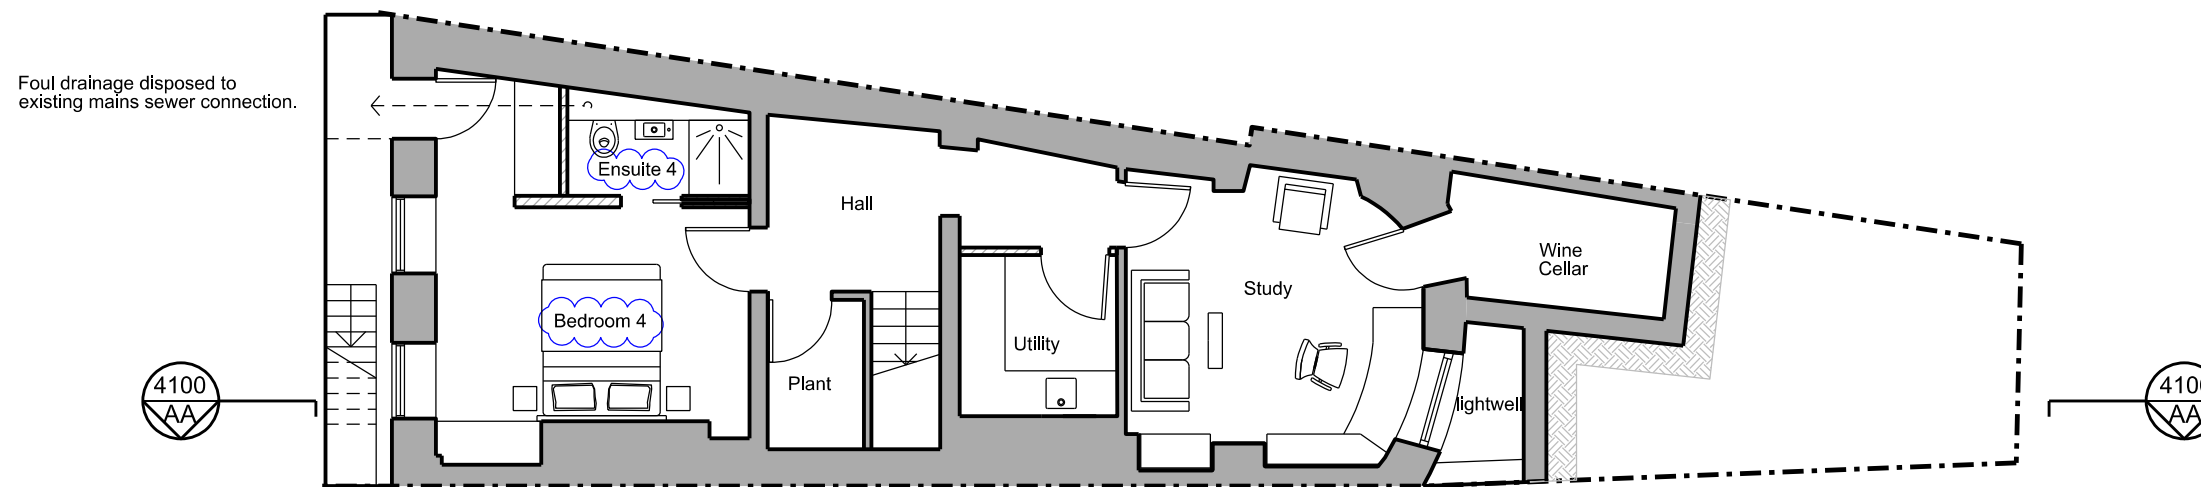 Foul drainage disposed to
existing mains sewer connection.
Ensuite 4
Hall
Wine
Cellar
Study
Bedroom 4
Utility
Plant
lightwell
4100
AA
410
AA